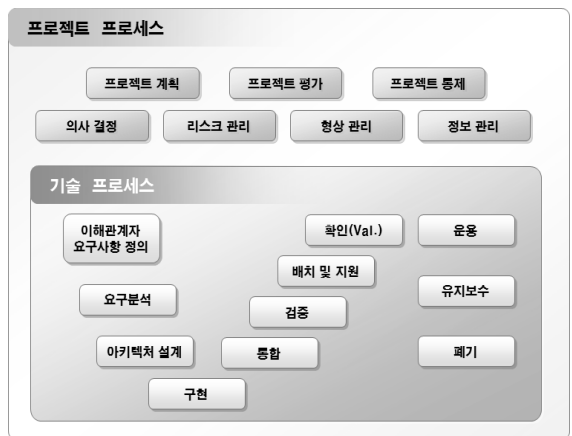 프로젝트 프로세스
프로젝트 계획
프로젝트 평가
프로젝트 통제
의사 결정
리스크 관리
형상 관리
정보 관리
기술 프로세스
이해관계자
요구사항 정의
확인(Val.)
운용
배치 및 지원
유지보수
요구분석
검증
아키텍처 설계
통합
폐기
구현